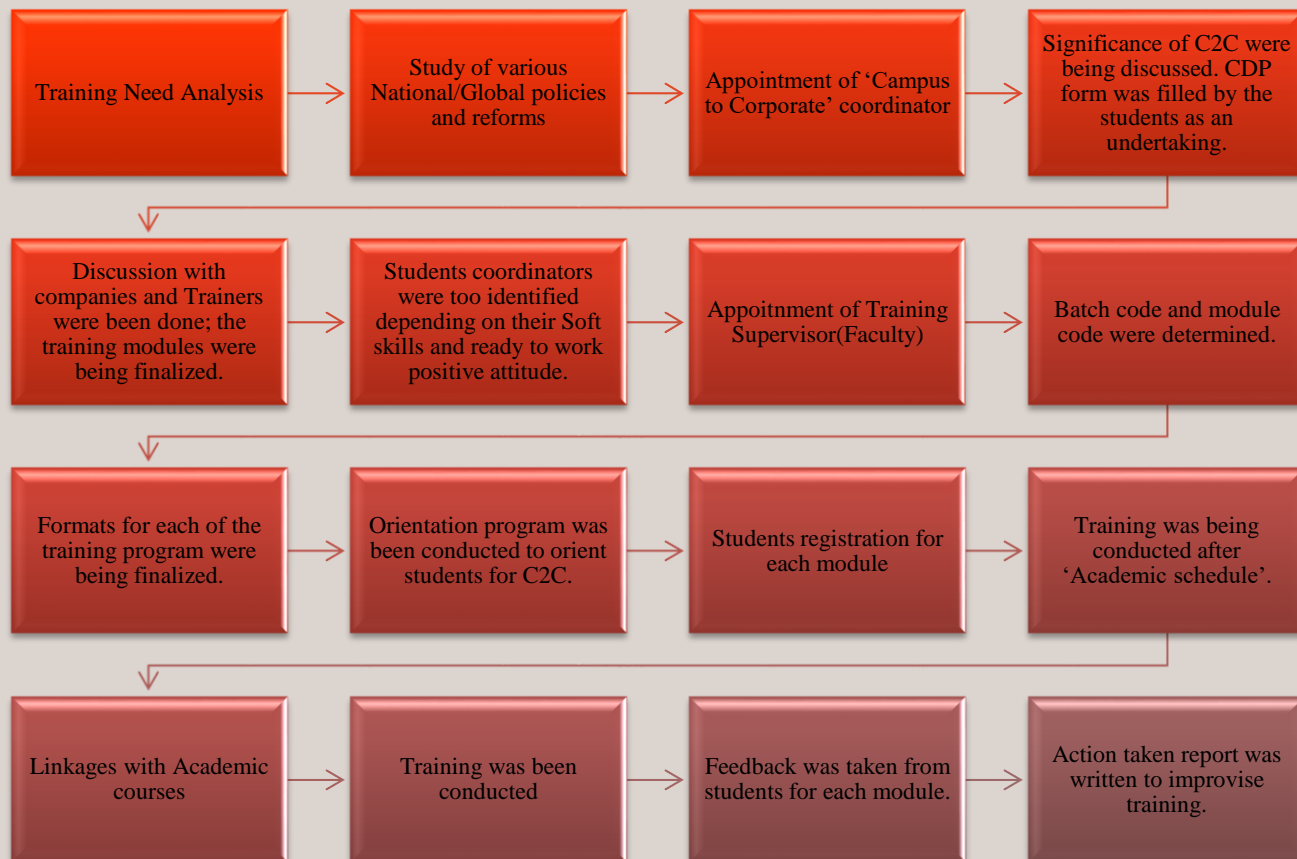 Training Need Analysis
Study of various
National/Global policies
and reforms
Appointment of ‘Campus
to Corporate’ coordinator
Significance of C2C were
being discussed. CDP
form was filled by the
students as an
undertaking.
Discussion with
companies and Trainers
were been done; the
training modules were
being finalized.
Students coordinators
were too identified
depending on their Soft
skills and ready to work
positive attitude.
Appoitnment of Training
Supervisor(Faculty)
Batch code and module
code were determined.
Formats for each of the
training program were
being finalized.
Orientation program was
been conducted to orient
students for C2C.
Students registration for
each module
Training was being
conducted after
‘Academic schedule’.
Linkages with Academic
courses
Training was been
conducted
Feedback was taken from
students for each module.
Action taken report was
written to improvise
training.